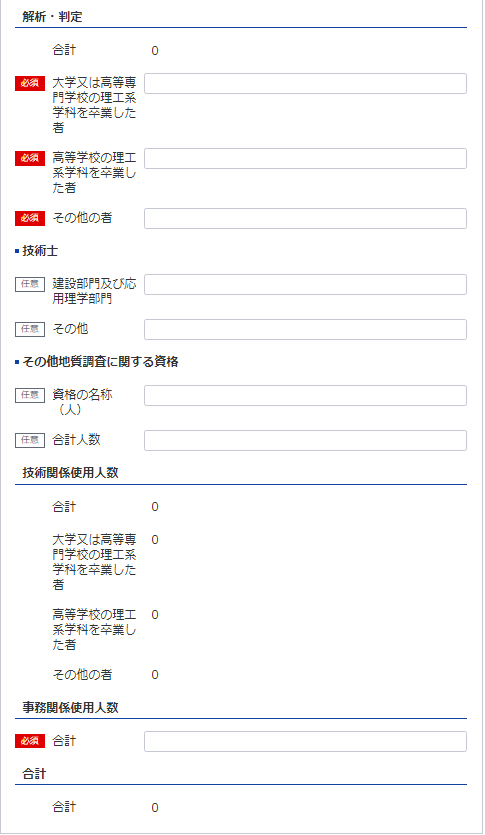 解析・判定
合計 0
必須 大学又は高等専
門学校の理工系
学科を卒業した
者
必須 高等学校の理工
系学科を卒業し
た者
必須 その他の者
技術士
任意 建設部門及び応
用理学部門
任意 その他
その他地質調査に関する資格
任意 資格の名称
（人）
任意 合計人数
技術関係使用人数
合計 0
大学又は高等専 0
門学校の理工系
学科を卒業した
者
高等学校の理工 0
系学科を卒業し
た者
その他の者 0
事務関係使用人数
必須 合計
合計
合計 0